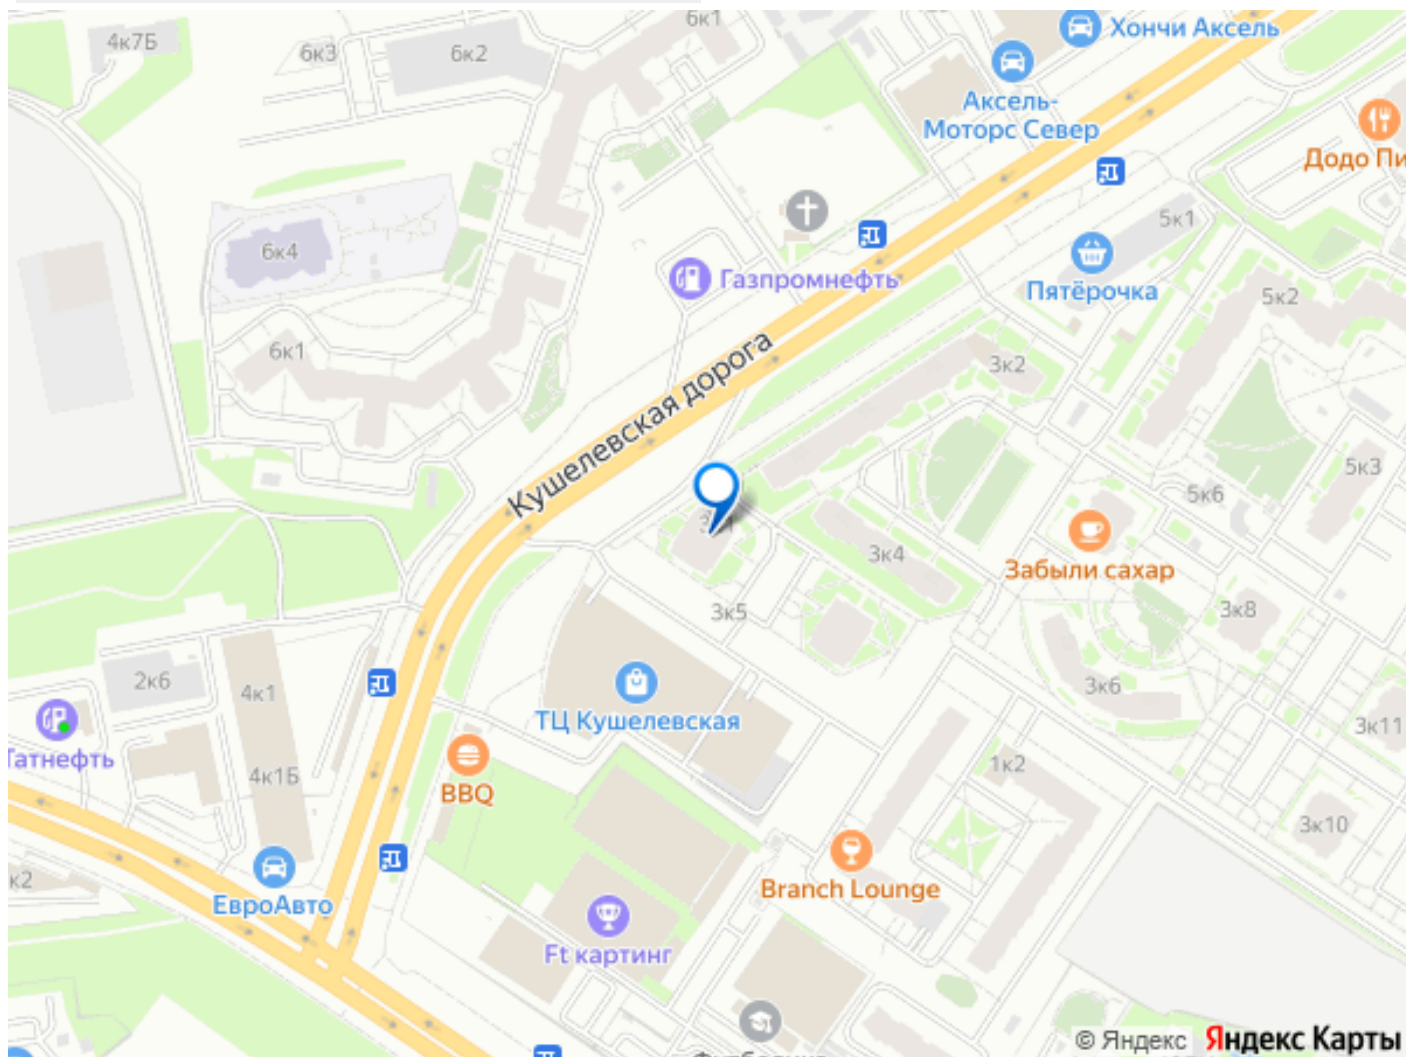 6к1
4к7Б
6к3
6к2
Хончи Аксель
Аксель-
Моторс Север
Додо Пи
6к4
5к1
Газпромнефть
Пятёрочка
5к2
6к1
Кушелевская дорога
3к2
5к3
5к6
3к4
Забыли сахар
3к5
3к8
2к6
4к1
3к6
ТЦ Кушелевская
3к11
Татнефть
4к1Б
BBQ
1к2
3к10
к2
Branch Lounge
ЕвроАвто
Ft картинг
© Яндекс Яндекс Карты